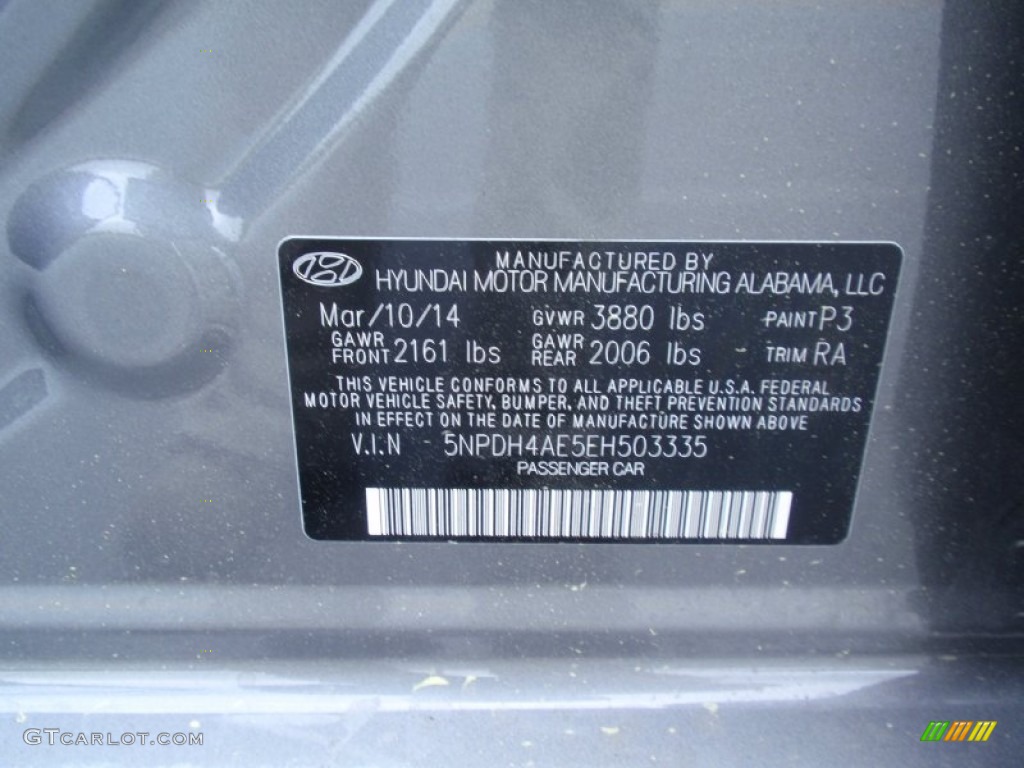 MANUFACTURED BY
HYUNDAI MOTOR MANUFACTURING ALABAMA, LLC
Mar/10/14 GVWR 3880 lbs PAINT P3
GAWR FRONT 2161 lbs GAWR REAR 2006 lbs TRIM RA
THIS VEHICLE CONFORMS TO ALL APPLICABLE U.S.A. FEDERAL
MOTOR VEHICLE SAFETY, BUMPER, AND THEFT PREVENTION STANDARDS
IN EFFECT ON THE DATE OF MANUFACTURE SHOWN ABOVE
V.I.N 5NPDH4AE5EH503335
PASSENGER CAR
GTCARLOT.COM